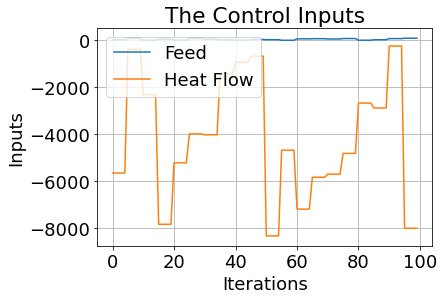 The Control Inputs
Inputs
0
−2000
−4000
−6000
−8000
Feed
Heat Flow
0 20 40 60 80 100
Iterations